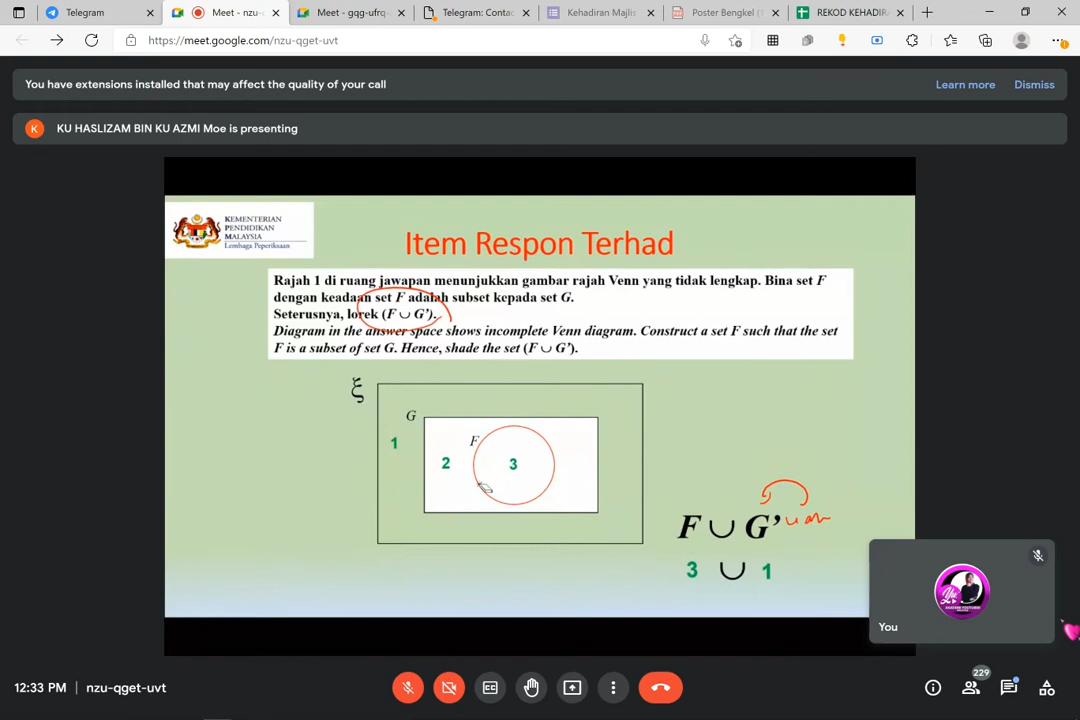 Telegram
Meet - nzu-
Meet - gqg-ufrq-
Telegram: Contac
Kehadiran Majlis
Poster Bengkel (1
REKOD KEHADIRA
https://meet.google.com/nzu-qget-uvt
You have extensions installed that may affect the quality of your call
Learn more
Dismiss
K
KU HASLIZAM BIN KU AZMI Moe is presenting
KEMENTERIAN
PENDIDIKAN
MALAYSIA
Lembaga Peperiksaan
Item Respon Terhad
Rajah 1 di ruang jawapan menunjukkan gambar rajah Venn yang tidak lengkap. Bina set F
dengan keadaan set F adalah subset kepada set G.
Seterusnya, lorek (F ∪ G’).
Diagram in the answer space shows incomplete Venn diagram. Construct a set F such that the set
F is a subset of set G. Hence, shade the set (F ∪ G’).
ξ
G
1
F
2
3
F ∪ G’
3 ∪ 1
You
12:33 PM | nzu-qget-uvt
229